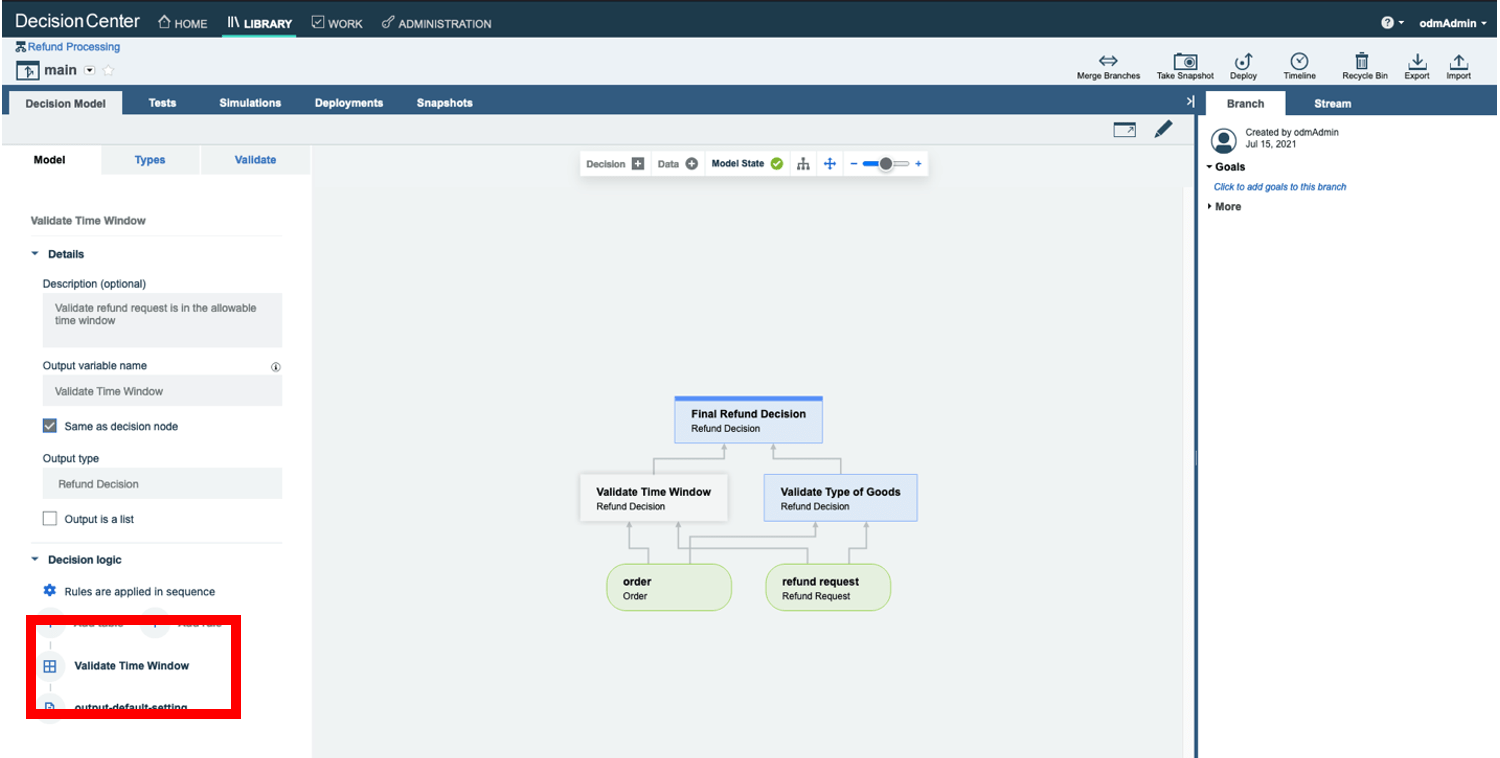 Decision Center HOME LIBRARY WORK ADMINISTRATION ? odmAdmin
Refund Processing
main
Merge Branches Take Snapshot Deploy Timeline Recycle Bin Export Import
Decision Model Tests Simulations Deployments Snapshots
Branch Stream
Created by odmAdmin
Jul 15, 2021
Goals
Click to add goals to this branch
More
Model Types Validate
Decision Data Model State
Validate Time Window
Details
Description (optional)
Validate refund request is in the allowable
time window
Output variable name
Validate Time Window
Same as decision node
Output type
Refund Decision
Output is a list
Decision logic
Rules are applied in sequence
Add table Add rule
Validate Time Window
output-default-setting
Final Refund Decision
Refund Decision
Validate Time Window
Refund Decision
Validate Type of Goods
Refund Decision
order
Order
refund request
Refund Request